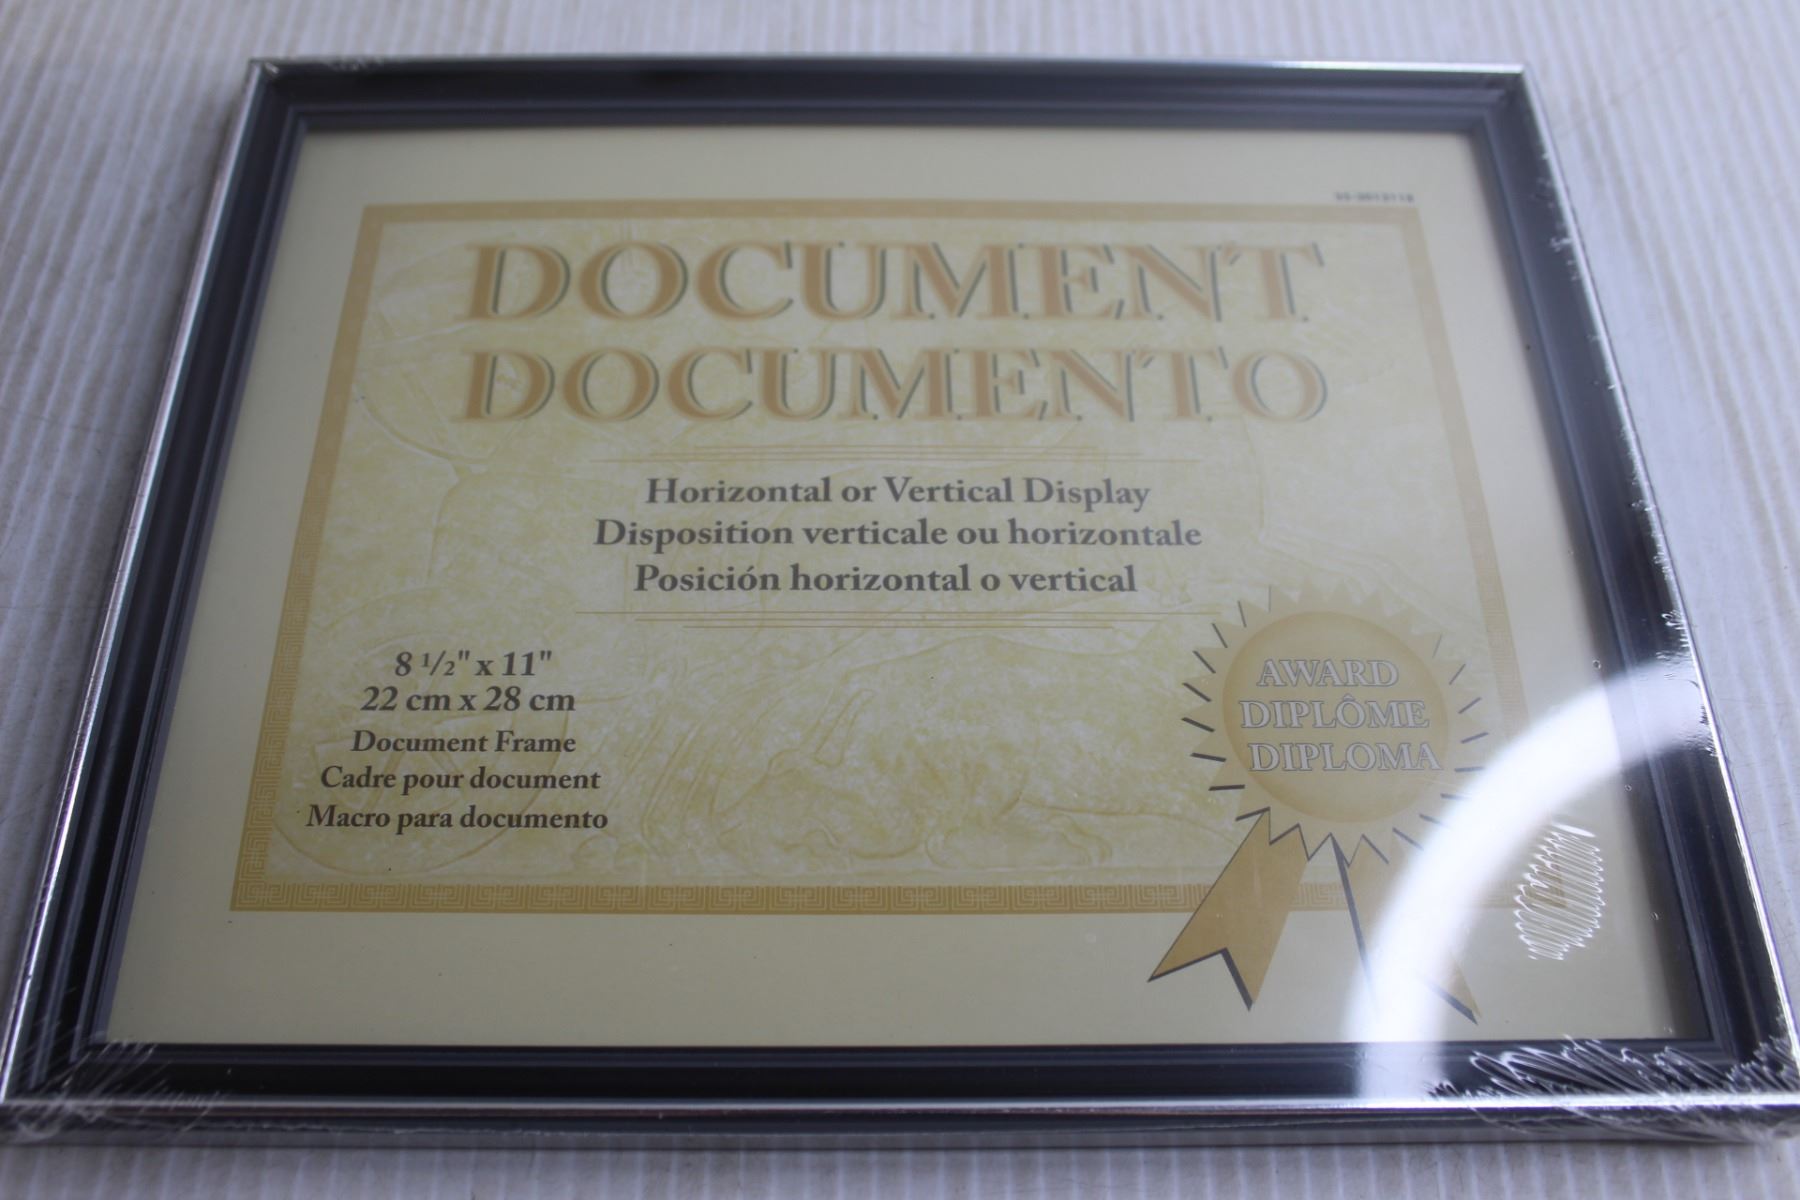 DOCUMENT
DOCUMENTO
Horizontal or Vertical Display
Disposition verticale ou horizontale
Posición horizontal o vertical
8 1/2" x 11"
22 cm x 28 cm
Document Frame
Cadre pour document
Macro para documento
AWARD
DIPLÔME
DIPLOMA